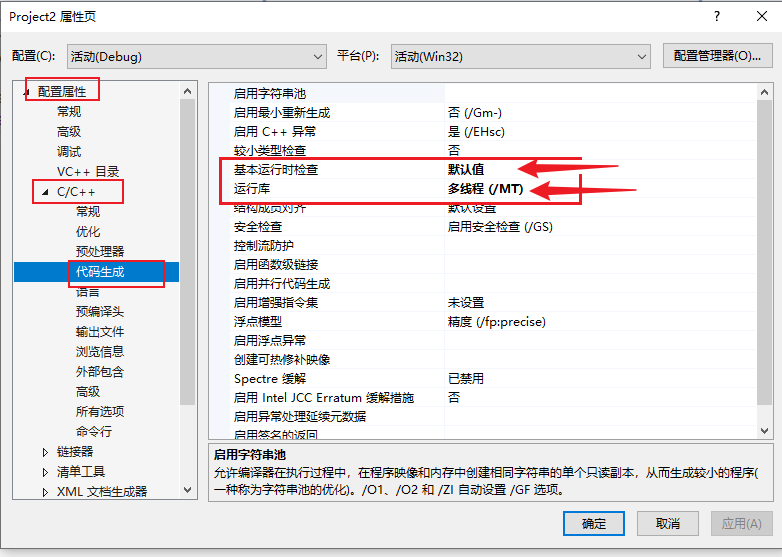 Project2 属性页
? ×
配置(C): 活动(Debug) 平台(P): 活动(Win32) 配置管理器(O)...
配置属性
常规
高级
调试
VC++ 目录
C/C++
常规
优化
预处理器
代码生成
语言
预编译头
输出文件
浏览信息
外部包含
高级
所有选项
命令行
链接器
清单工具
XML 文档生成器
启用字符串池
启用最小重新生成 否 (/Gm-)
启用 C++ 异常 是 (/EHsc)
较小类型检查 否
基本运行时检查 默认值
运行库 多线程 (/MT)
结构成员对齐 默认设置
安全检查 启用安全检查 (/GS)
控制流防护
启用函数级链接
启用并行代码生成
启用增强指令集 未设置
浮点模型 精度 (/fp:precise)
启用浮点异常
创建可热修补映像
Spectre 缓解 已禁用
启用 Intel JCC Erratum 缓解措施 否
启用异常处理延续元数据
启用签名的返回
启用字符串池
允许编译器在执行过程中，在程序映像和内存中创建相同字符串的单个只读副本，从而生成较小的程序(
一种称为字符串池的优化)。/O1、/O2 和 /ZI 自动设置 /GF 选项。
确定 取消 应用(A)